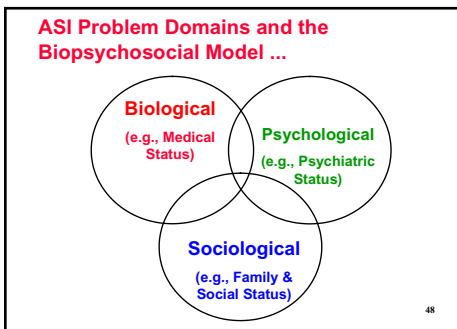 ASI Problem Domains and the
Biopsychosocial Model ...
Biological
(e.g., Medical
Status)
Psychological
(e.g., Psychiatric
Status)
Sociological
(e.g., Family &
Social Status)
48